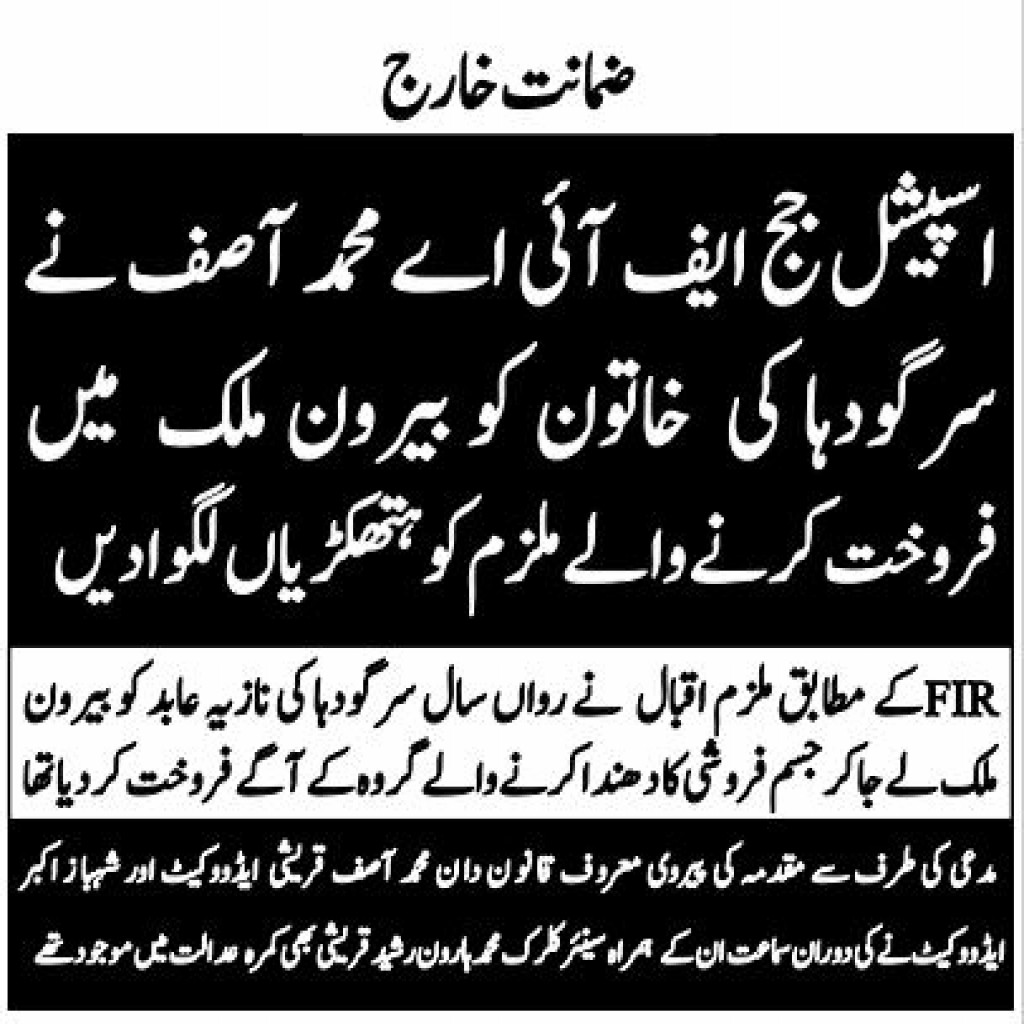 ضمانت خارج
اسپیشل جج ایف آئی اے محمد آصف نے
سرگودہا کی خاتون کو بیرون ملک میں
فروخت کرنے والے ملزم کو ہتھکڑیاں لگوادیں
FIR کے مطابق ملزم اقبال نے رواں سال سرگودہا کی نازیہ عابد کو بیرون
ملک لے جاکر جسم فروشی کا دھندا کرنے والے گروہ کے آگے فروخت کردیا تھا
مدعی کی طرف سے مقدمہ کی پیروی معروف قانون دان محمد آصف قریشی ایڈووکیٹ اور شہباز اکبر
ایڈووکیٹ نے کی دوران سماعت ان کے ہمراہ سینئر کلرک محمد ہارون رشید قریشی بھی کمرہ عدالت میں موجود تھے